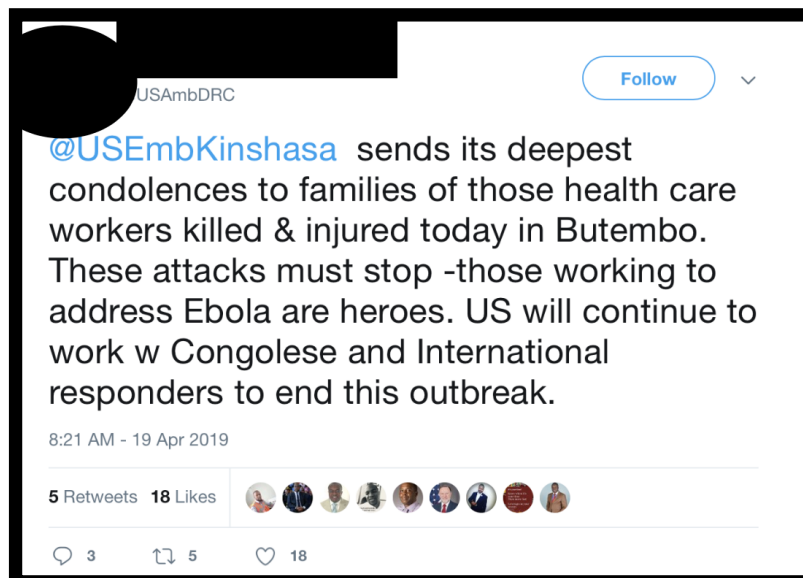 USAmbDRC
Follow
@USEmbKinshasa sends its deepest
condolences to families of those health care
workers killed & injured today in Butembo.
These attacks must stop -those working to
address Ebola are heroes. US will continue to
work w Congolese and International
responders to end this outbreak.
8:21 AM - 19 Apr 2019
5 Retweets 18 Likes
3 5 18